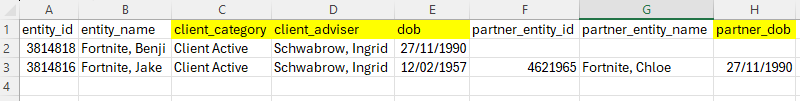 A B C D E F G H
1 entity_id entity_name client_category client_adviser dob partner_entity_id partner_entity_name partner_dob
2 3814818 Fortnite, Benji Client Active Schwabrow, Ingrid 27/11/1990
3 3814816 Fortnite, Jake Client Active Schwabrow, Ingrid 12/02/1957 4621965 Fortnite, Chloe 27/11/1990
4